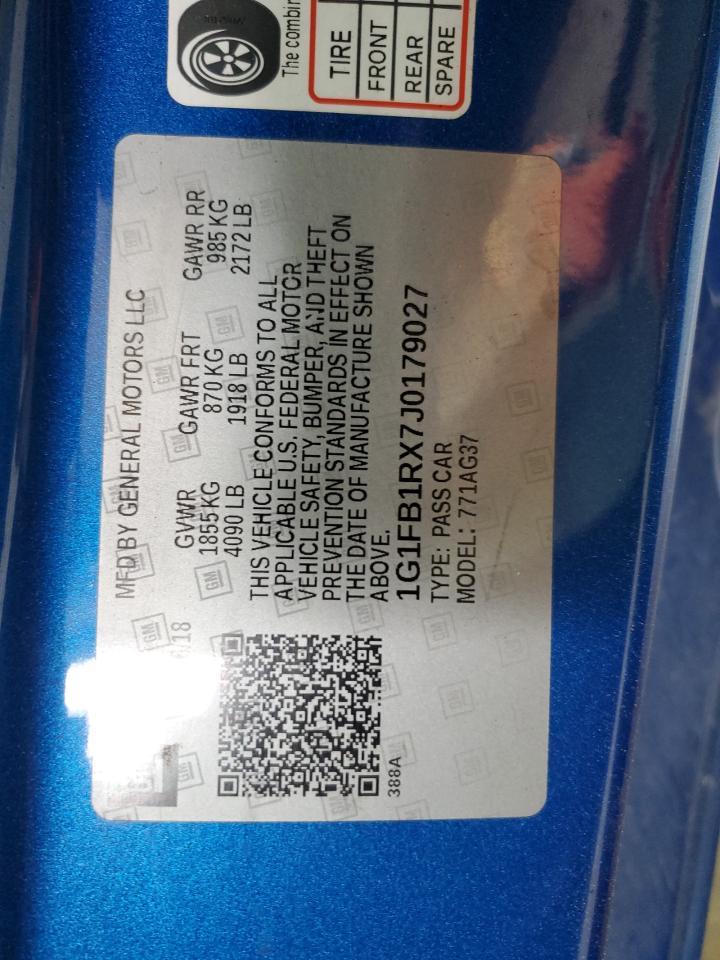 MFD BY GENERAL MOTORS LLC
/18
GVWR GAWR FRT GAWR RR
1855 KG 870 KG 985 KG
4090 LB 1918 LB 2172 LB
THIS VEHICLE CONFORMS TO ALL
APPLICABLE U.S. FEDERAL MOTOR
VEHICLE SAFETY, BUMPER, AND THEFT
PREVENTION STANDARDS IN EFFECT ON
THE DATE OF MANUFACTURE SHOWN
ABOVE.
1G1FB1RX7J0179027
TYPE: PASS CAR
MODEL: 771AG37
388A
The combin
TIRE
FRONT
REAR
SPARE